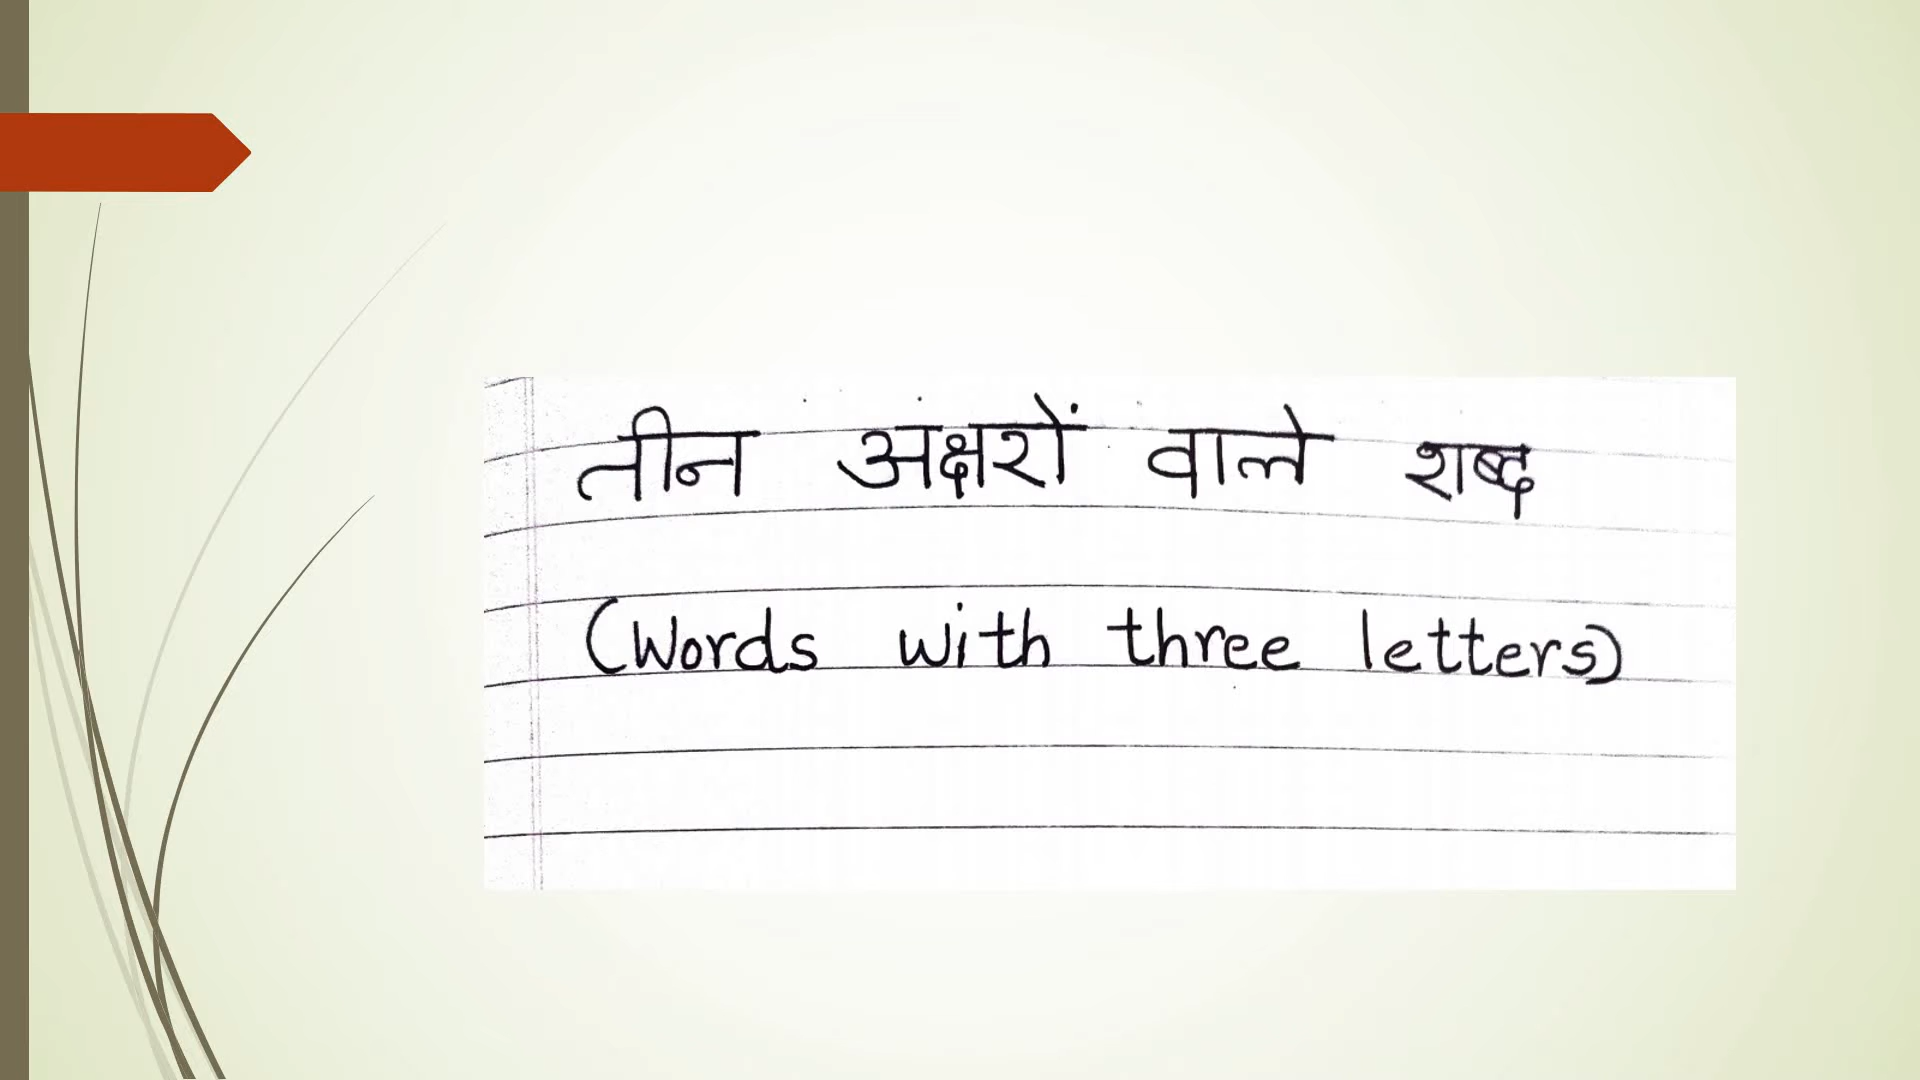 तीन अक्षरों वाले शब्द
(Words with three letters)